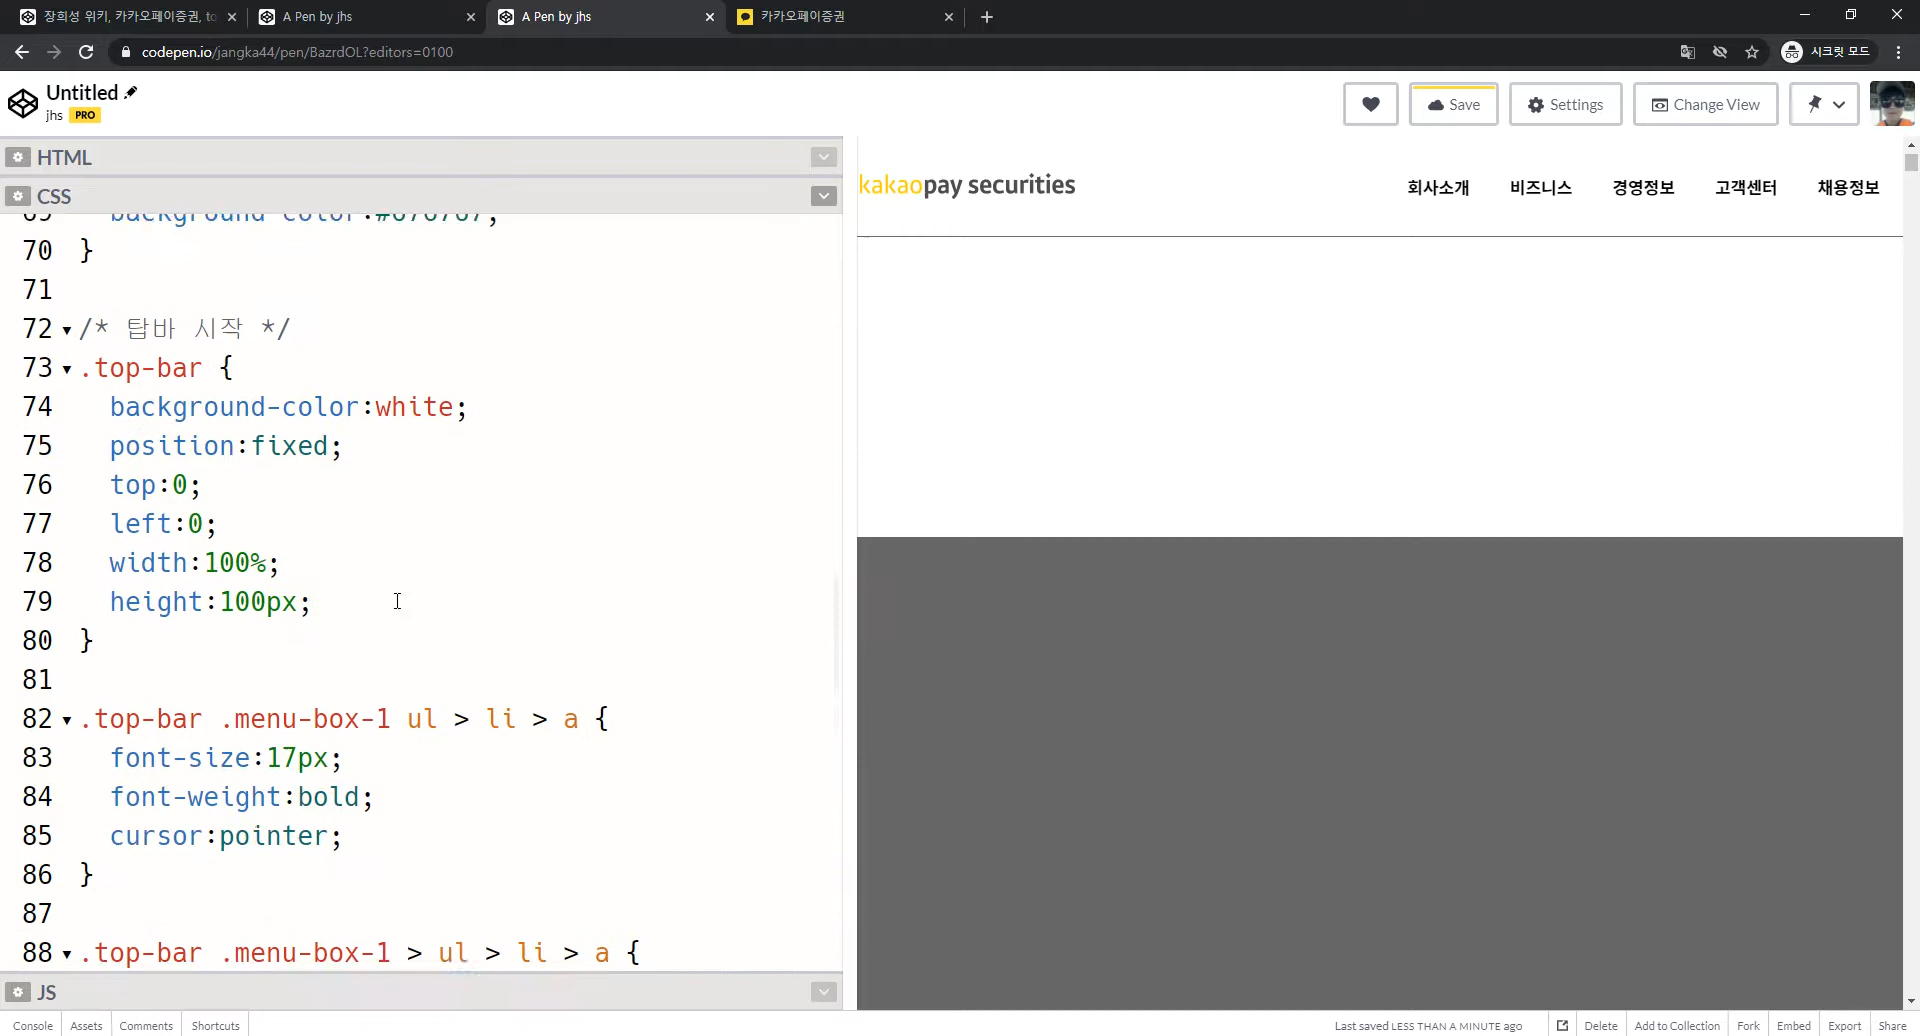 장희성 위키, 카카오페이증권, to
A Pen by jhs
A Pen by jhs
카카오페이증권
codepen.io/jangka44/pen/BazrdOL?editors=0100
시크릿 모드
Untitled
jhs PRO
Save
Settings
Change View
HTML
CSS
70 }
71
72 /* 탑바 시작 */
73 .top-bar {
74 background-color:white;
75 position:fixed;
76 top:0;
77 left:0;
78 width:100%;
79 height:100px;
80 }
81
82 .top-bar .menu-box-1 ul > li > a {
83 font-size:17px;
84 font-weight:bold;
85 cursor:pointer;
86 }
87
88 .top-bar .menu-box-1 > ul > li > a {
JS
kakaopay securities
회사소개 비즈니스 경영정보 고객센터 채용정보
Console Assets Comments Shortcuts
Last saved LESS THAN A MINUTE ago
Delete Add to Collection Fork Embed Export Share